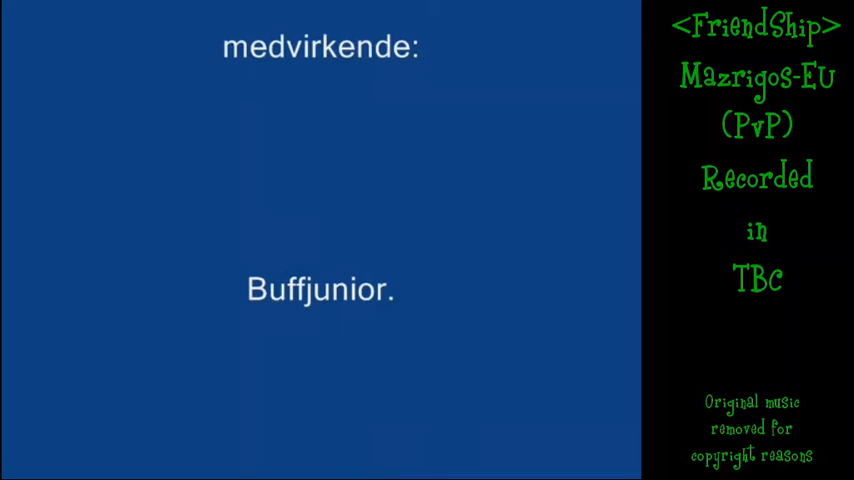 medvirkende:
Buffjunior.
<FriendShip>
Mazrigos-EU
(PvP)
Recorded
in
TBC
Original music
removed for
copyright reasons